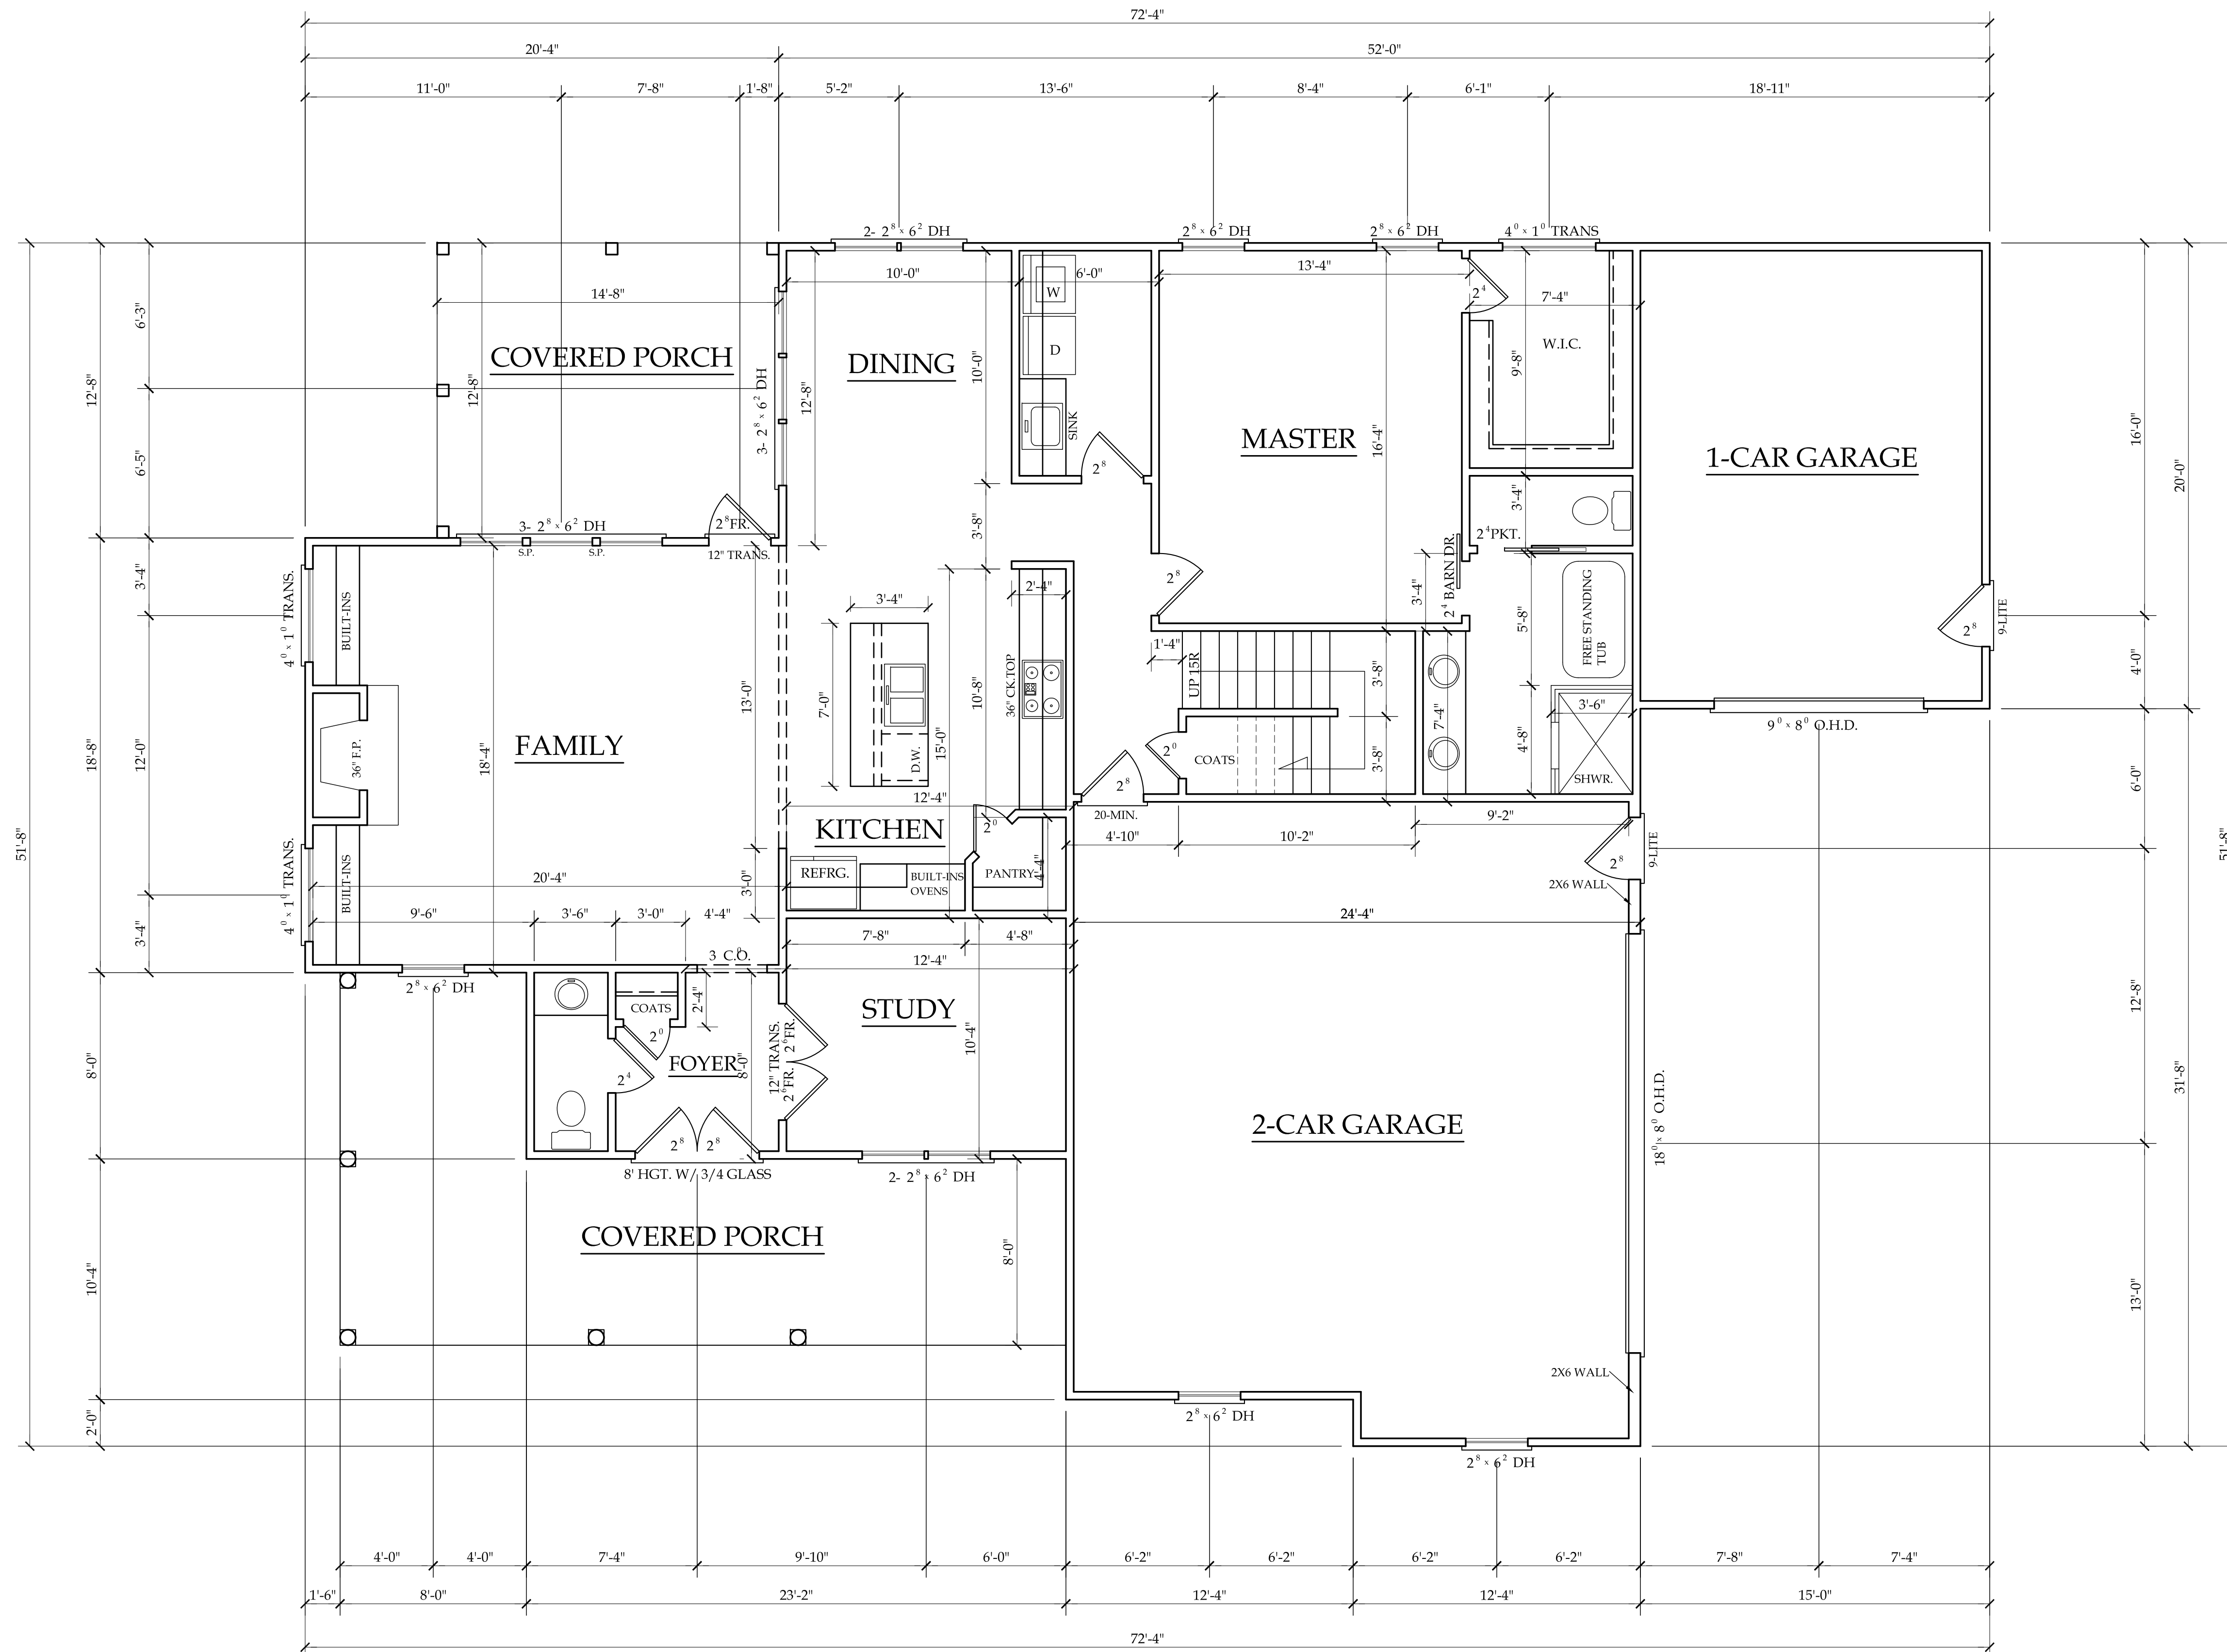 72'-4"
20'-4" 52'-0"
11'-0" 7'-8" 1'-8" 5'-2" 13'-6" 8'-4" 6'-1" 18'-11"
2- 2⁸ x 6² DH 2⁸ x 6² DH 2⁸ x 6² DH 4⁰ x 1⁰ TRANS
10'-0" 6'-0" 13'-4"
14'-8" W 2⁴ 7'-4"
6'-3"
COVERED PORCH DINING D W.I.C.
12'-8" 12'-8" 3- 2⁸ x 6² DH 12'-8" 10'-0" 9'-8"
SINK 16'-0"
MASTER 16'-4" 1-CAR GARAGE
6'-5" 2⁸ 20'-0"
3'-4"
3- 2⁸ x 6² DH 2⁸ FR. 3'-8" 2⁴ PKT.
S.P. S.P. 12" TRANS.
3'-4" 4⁰ x 1⁰ TRANS. BUILT-INS 3'-4" 2'-4" 2⁸ 3'-4" 2⁴ BARN DR.
5'-8" FREE STANDING
TUB
2⁸ 9-LITE
1'-4" UP 15R 3'-8" 4'-0"
7'-0" 13'-0" 10'-8" 36" CK.TOP 7'-4" 3'-6"
9⁰ x 8⁰ O.H.D.
18'-8" 12'-0" 36" F.P. FAMILY 18'-4" D.W. 15'-0" 2⁰ COATS 3'-8" 4'-8" SHWR. 6'-0"
2⁸
12'-4" 20-MIN. 9'-2"
51'-8" KITCHEN 2⁰ 4'-10" 10'-2" 51'-8"
4⁰ x 1⁰ TRANS. BUILT-INS 2⁸ 9-LITE
20'-4" 3'-0" REFRG. BUILT-INS
OVENS
PANTRY 4'-4" 2X6 WALL
3'-4" 9'-6" 3'-6" 3'-0" 4'-4" 24'-4"
7'-8" 4'-8"
3⁰ C.O. 12'-4"
2⁸ x 6² DH
COATS 2'-4" STUDY 12'-8"
2⁰ 12" TRANS. 2⁶ FR. 10'-4"
8'-0" FOYER 8'-0" 2⁶ FR. 31'-8"
2⁴ 2-CAR GARAGE 18⁰ x 8⁰ O.H.D.
2⁸ 2⁸
8' HGT. W/ 3/4 GLASS 2- 2⁸ x 6² DH
COVERED PORCH 8'-0"
10'-4" 13'-0"
2X6 WALL
2⁸ x 6² DH
2'-0"
2⁸ x 6² DH
4'-0" 4'-0" 7'-4" 9'-10" 6'-0" 6'-2" 6'-2" 6'-2" 6'-2" 7'-8" 7'-4"
1'-6" 8'-0" 23'-2" 12'-4" 12'-4" 15'-0"
72'-4"